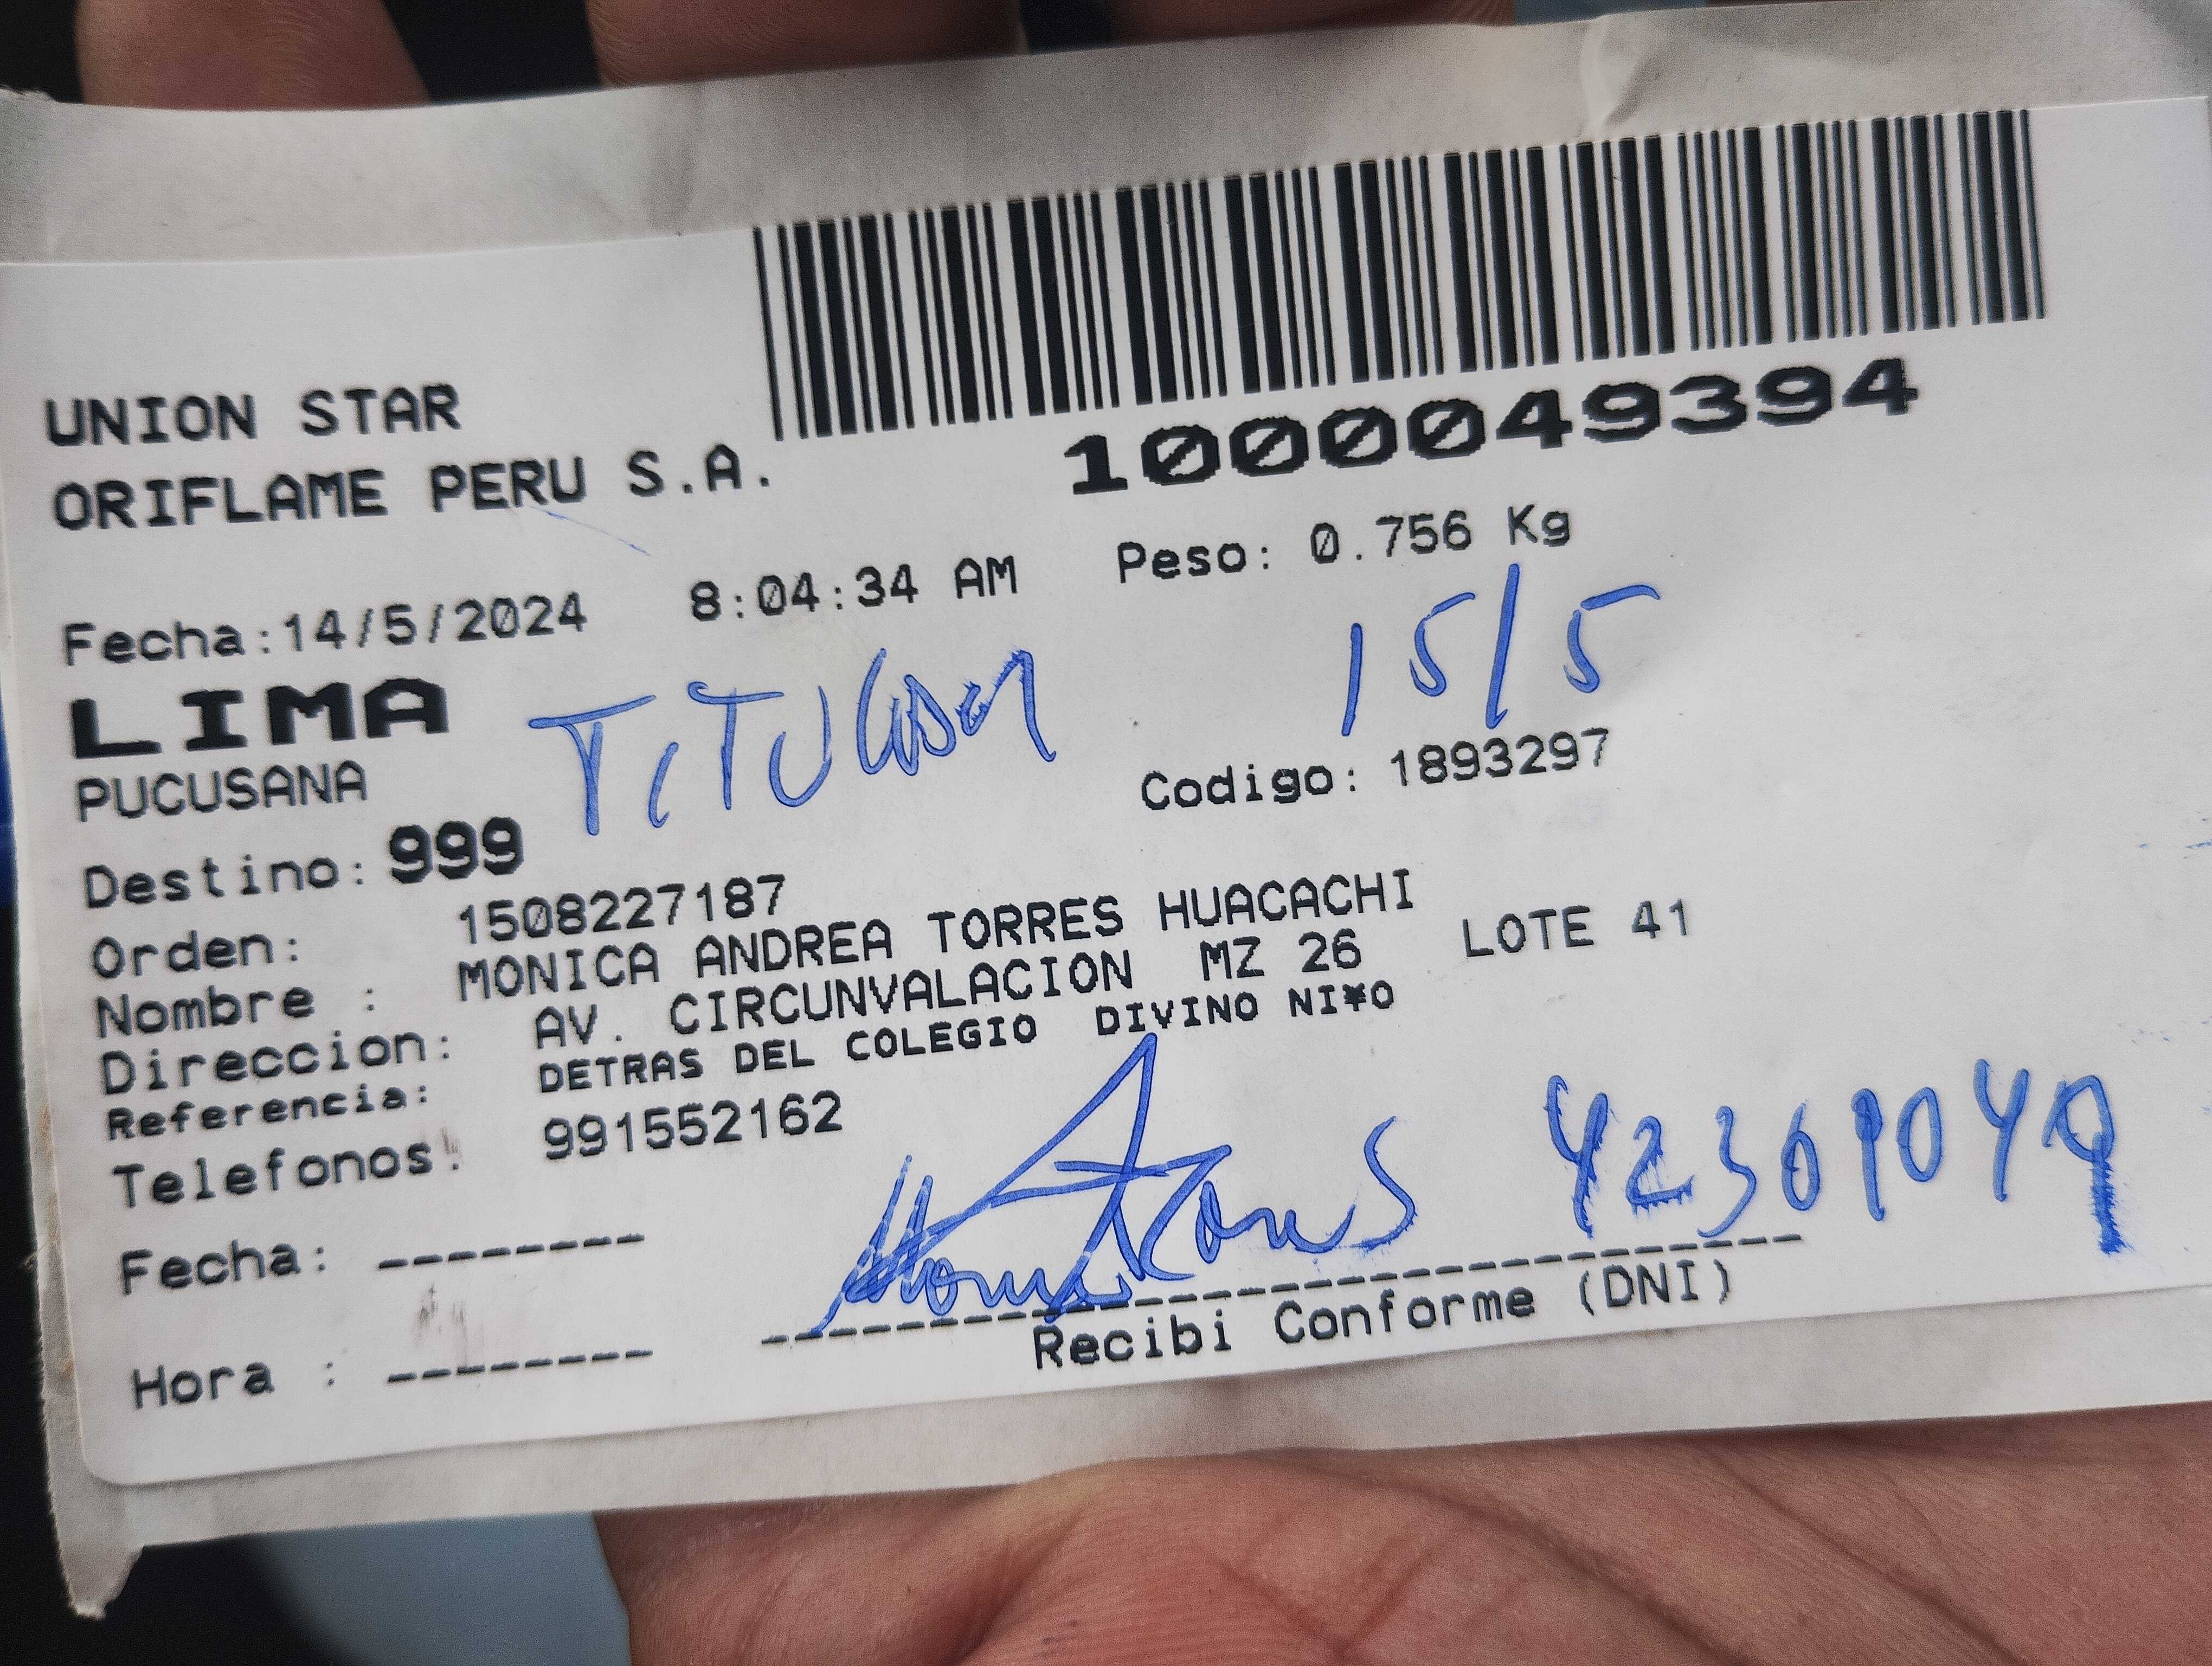 UNION STAR
ORIFLAME PERU S.A.
1000049394
Fecha:14/5/2024 8:04:34 AM Peso: 0.756 Kg
LIMA
15/5
PUCUSANA
Codigo: 1893297
Destino: 999
Orden: 1508227187
Nombre : MONICA ANDREA TORRES HUACACHI
Direccion: AV. CIRCUNVALACION MZ 26 LOTE 41
Referencia: DETRAS DEL COLEGIO DIVINO NI¥O
Telefonos: 991552162
Fecha: --------
Hora : --------
Recibi Conforme (DNI)